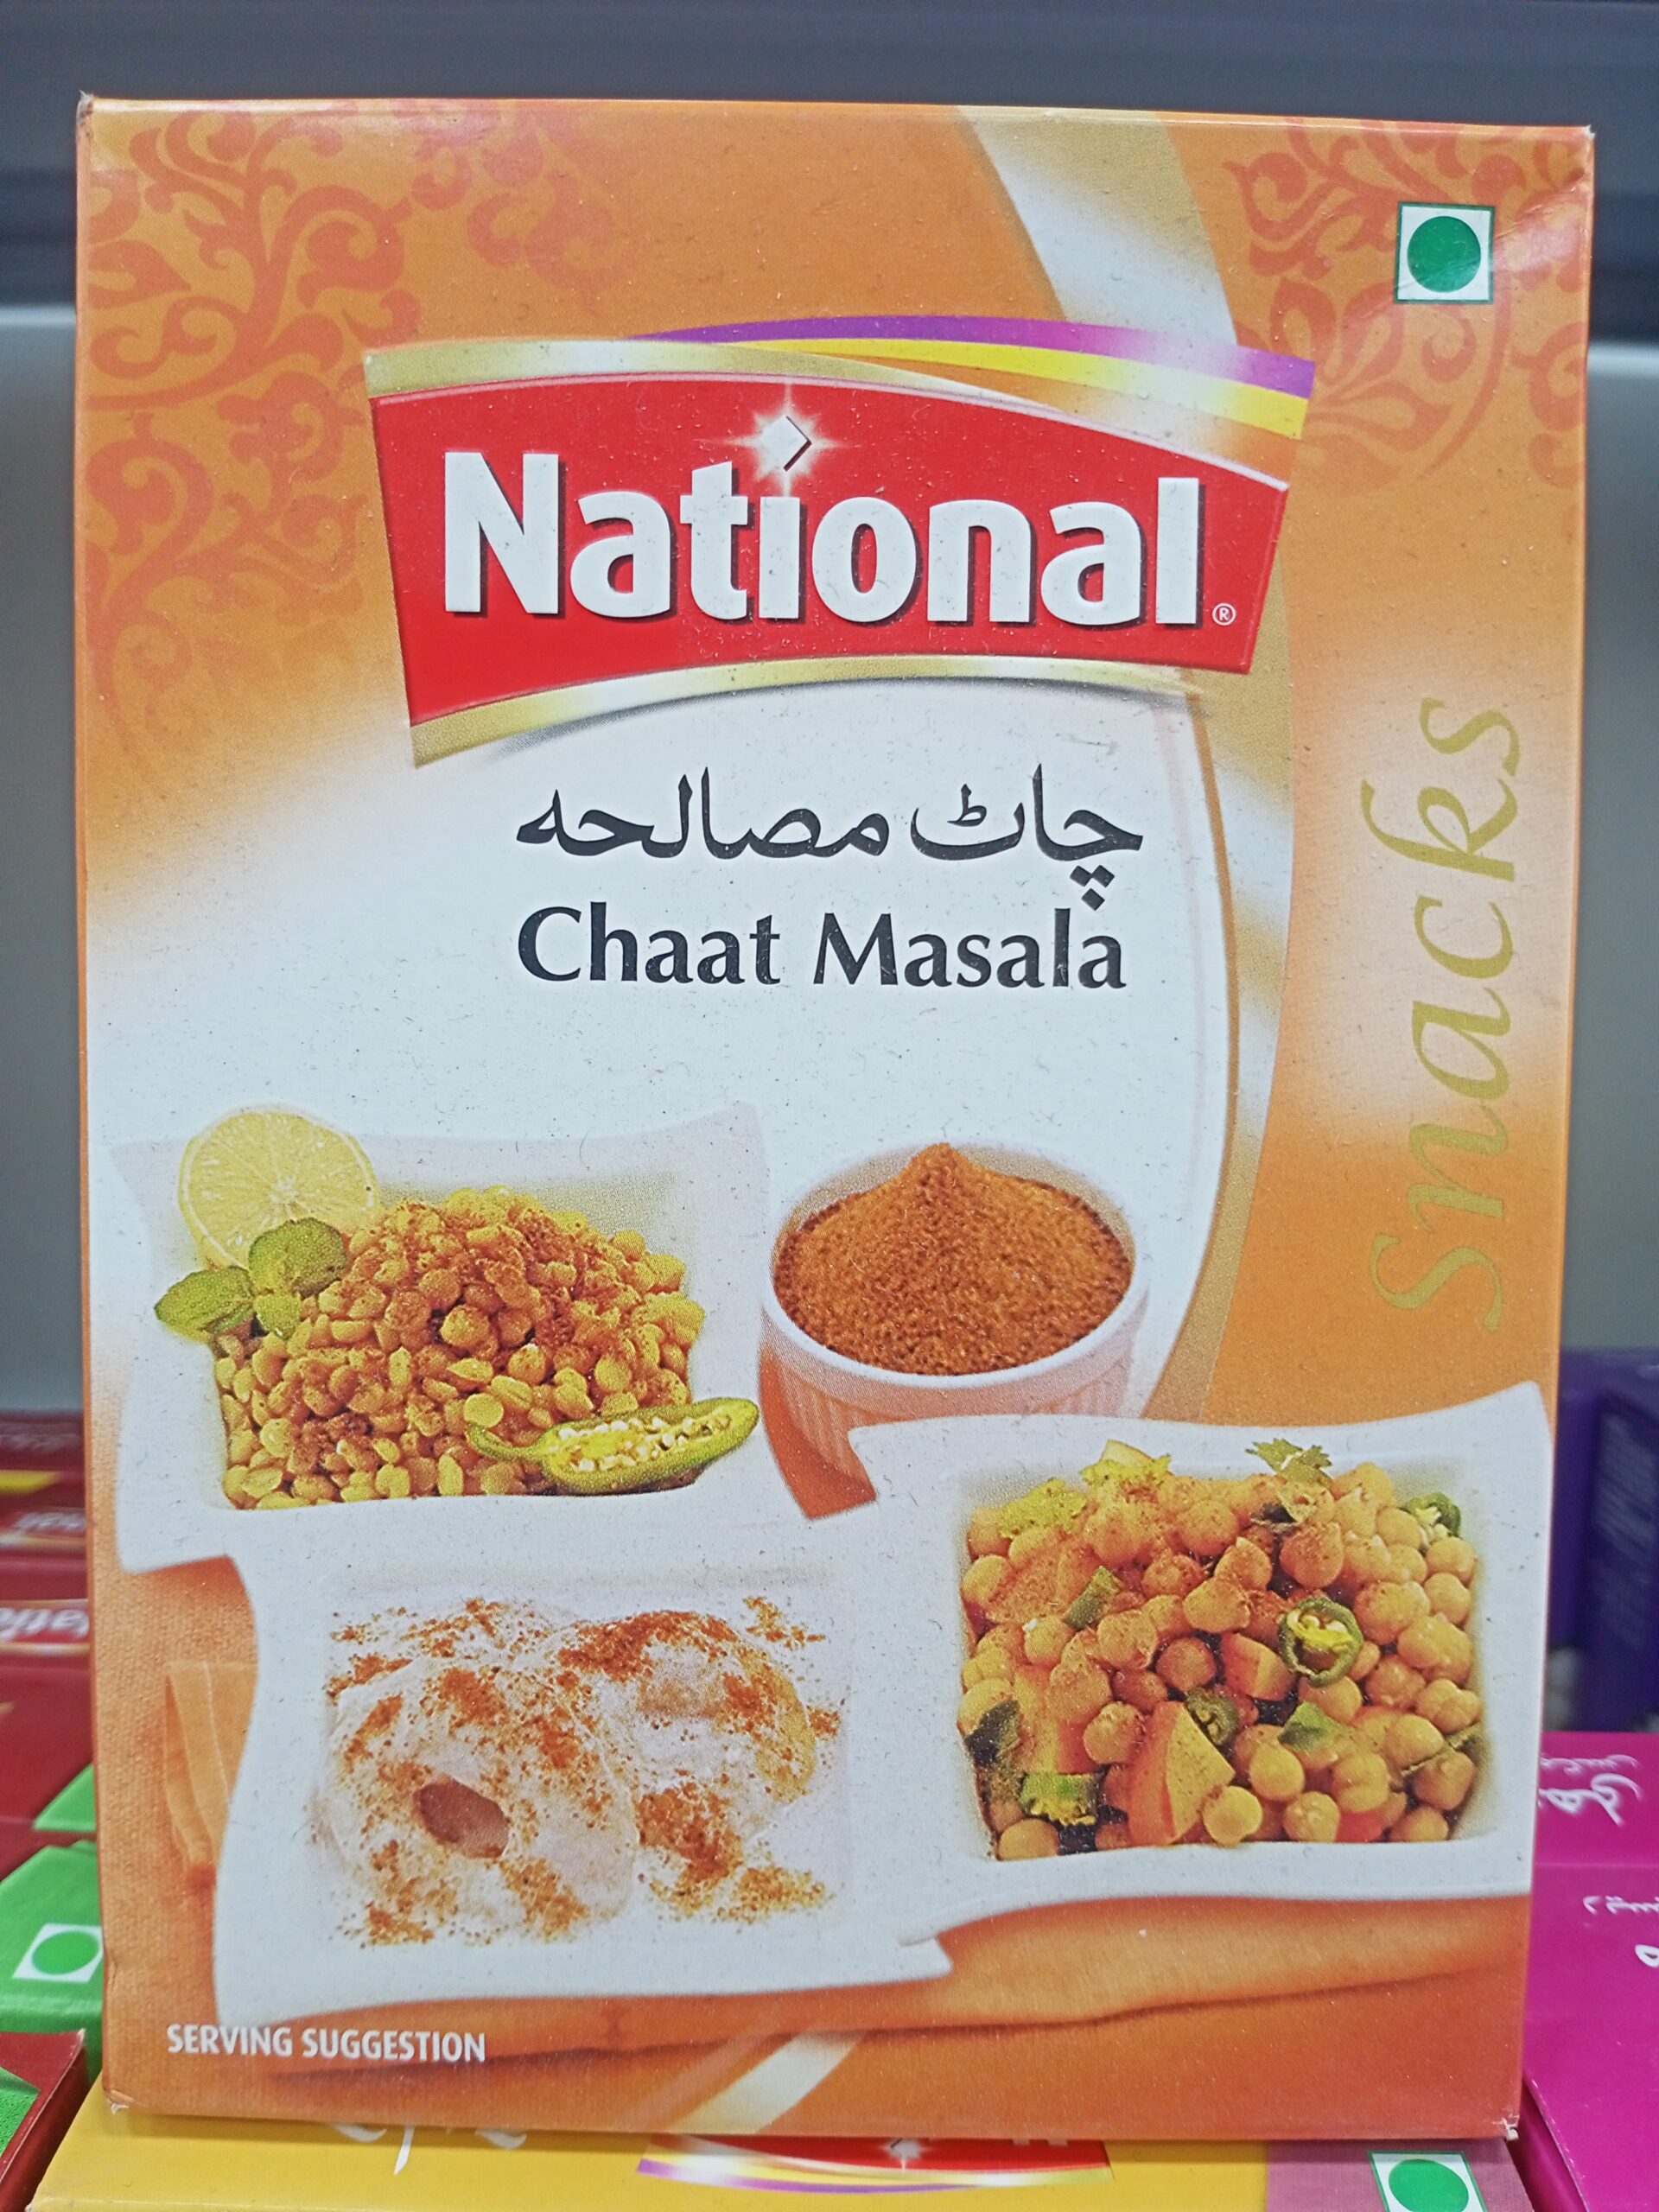 National®
چاٹ مصالحہ
Chaat Masala
Snacks
SERVING SUGGESTION